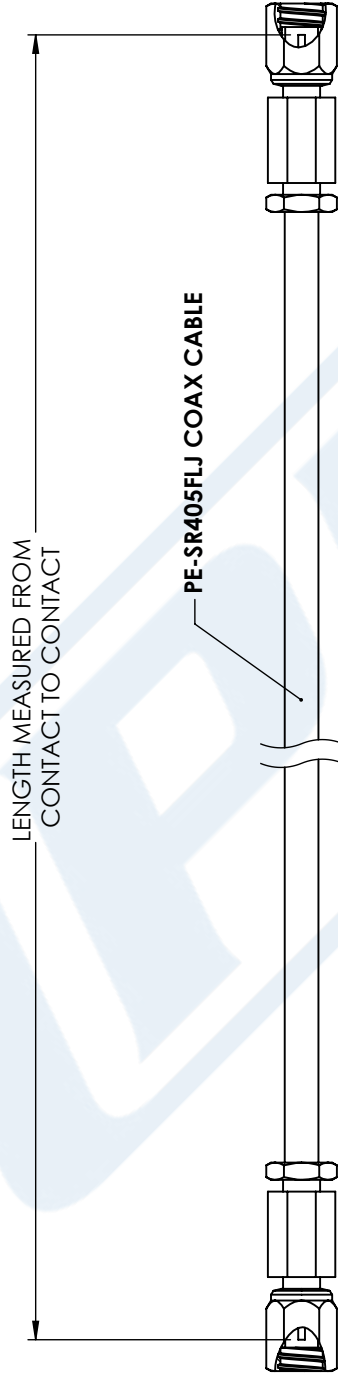 LENGTH MEASURED FROM
CONTACT TO CONTACT
PE-SR405FLJ COAX CABLE